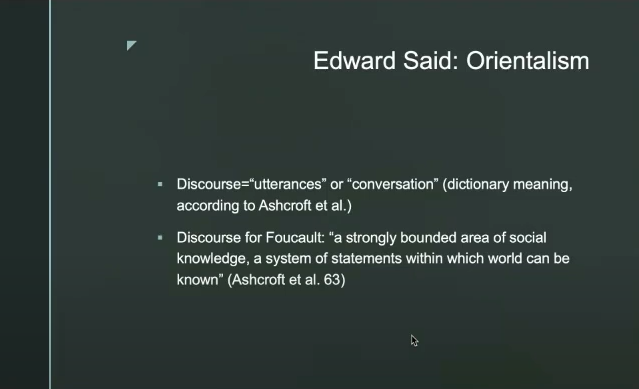 Edward Said: Orientalism
▪ Discourse=“utterances” or “conversation” (dictionary meaning,
according to Ashcroft et al.)
▪ Discourse for Foucault: “a strongly bounded area of social
knowledge, a system of statements within which world can be
known” (Ashcroft et al. 63)